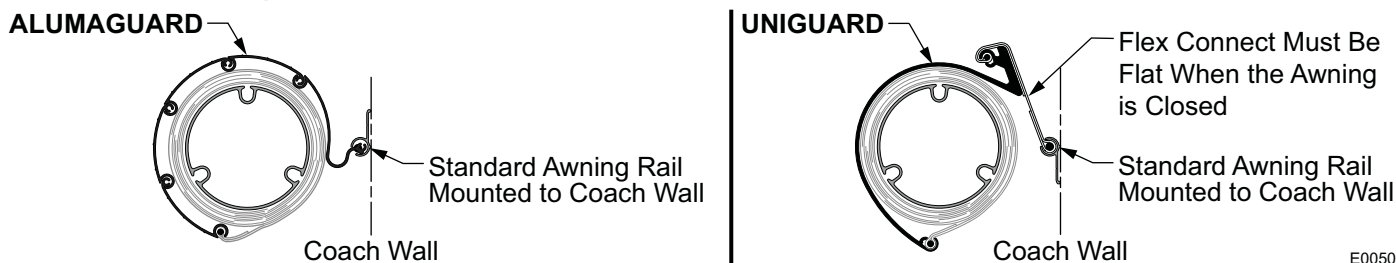 ALUMAGUARD
Standard Awning Rail
Mounted to Coach Wall
Coach Wall
UNIGUARD
Flex Connect Must Be
Flat When the Awning
is Closed
Standard Awning Rail
Mounted to Coach Wall
Coach Wall
E0050